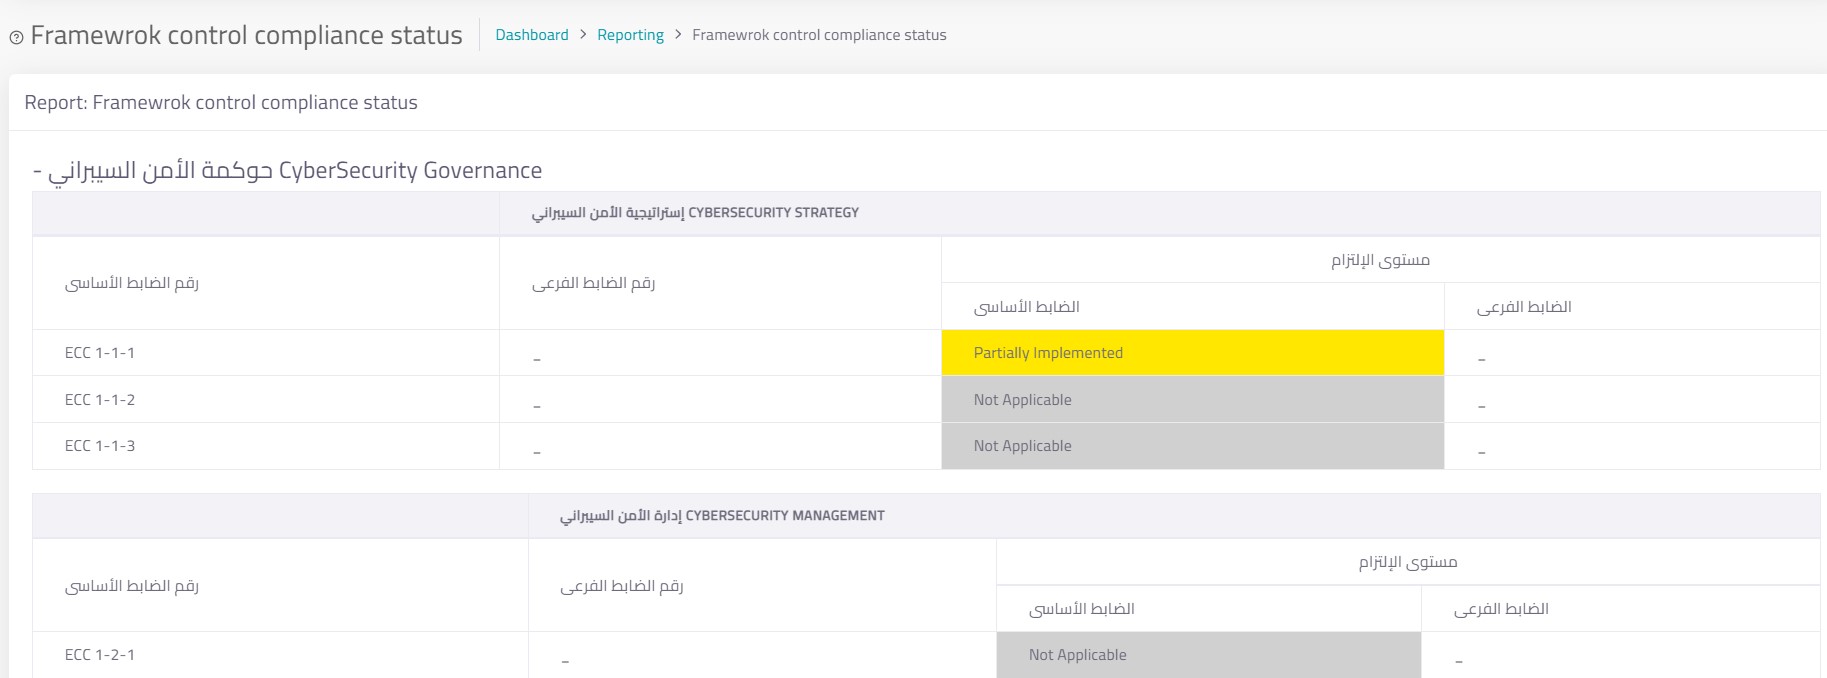 Framewrok control compliance status
Dashboard > Reporting > Framewrok control compliance status
Report: Framewrok control compliance status
- حوكمة الأمن السيبراني CyberSecurity Governance
إستراتيجية الأمن السيبراني CYBERSECURITY STRATEGY
رقم الضابط الأساسى
رقم الضابط الفرعى
مستوى الإلتزام
الضابط الأساسى
الضابط الفرعى
ECC 1-1-1 _ Partially Implemented _
ECC 1-1-2 _ Not Applicable _
ECC 1-1-3 _ Not Applicable _
إدارة الأمن السيبراني CYBERSECURITY MANAGEMENT
رقم الضابط الأساسى
رقم الضابط الفرعى
مستوى الإلتزام
الضابط الأساسى
الضابط الفرعى
ECC 1-2-1 _ Not Applicable _